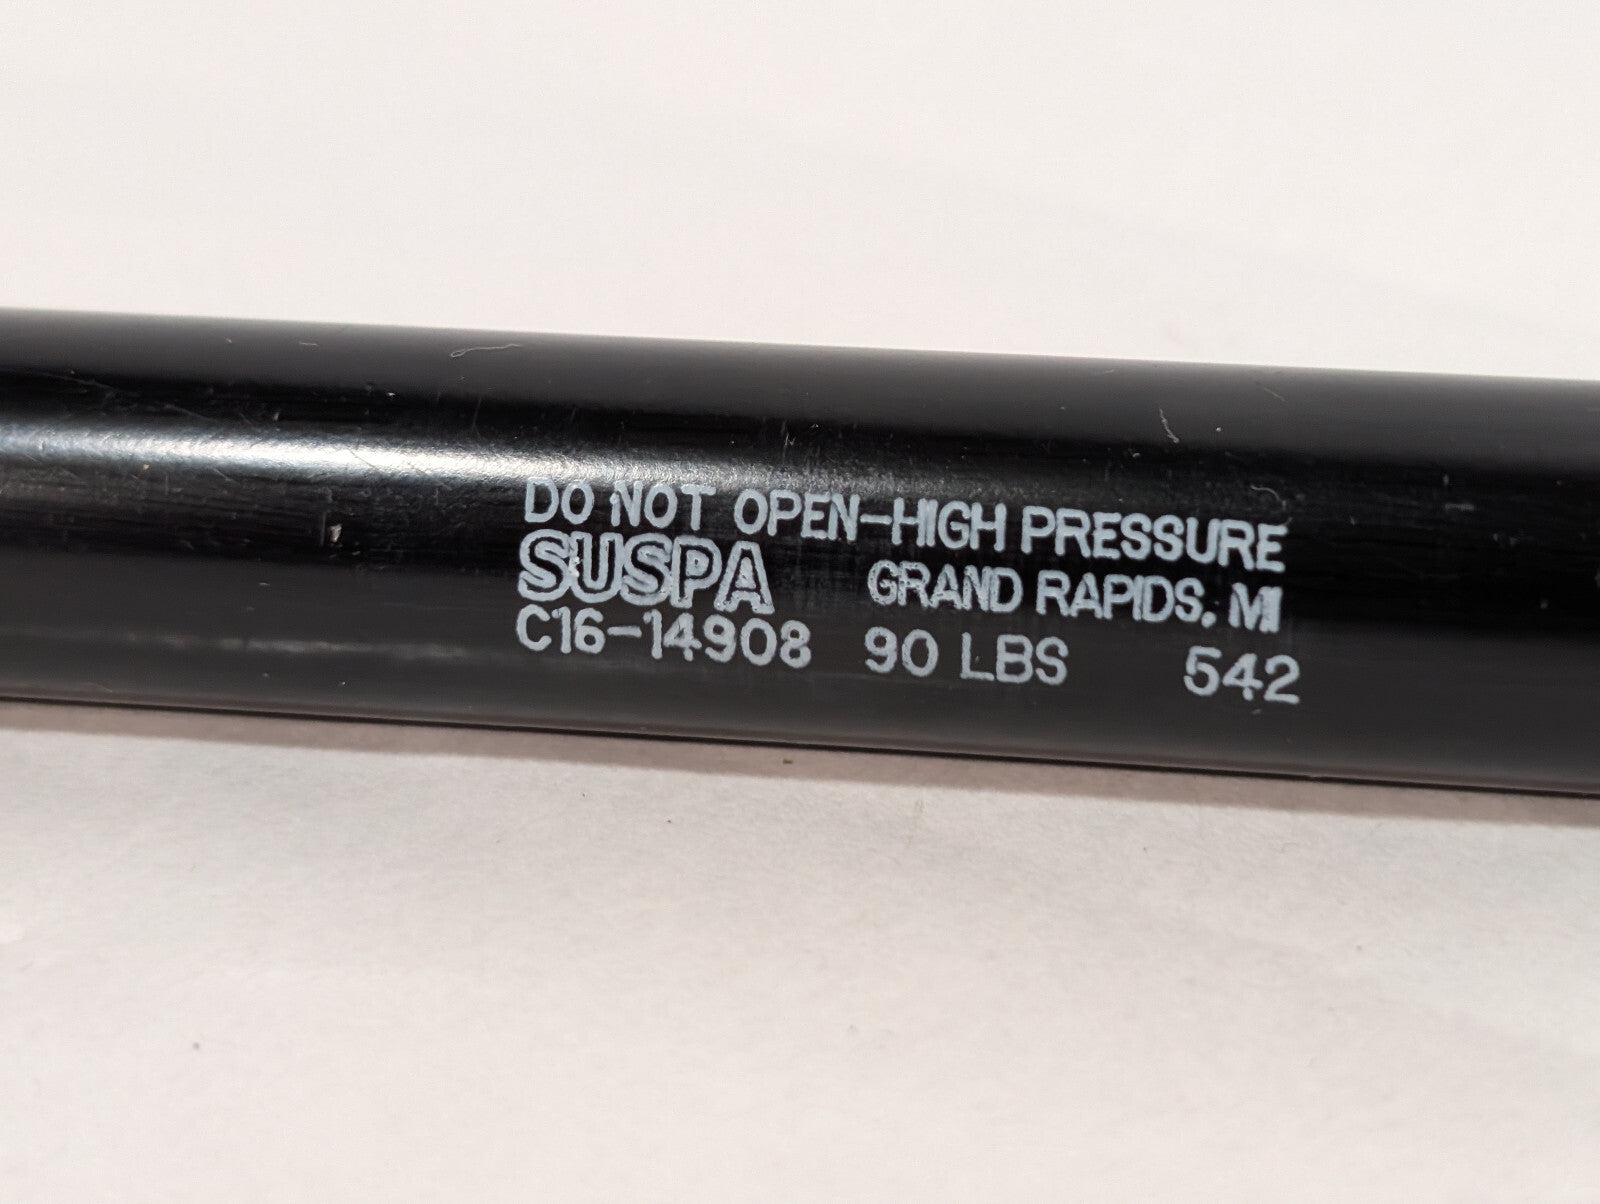 DO NOT OPEN-HIGH PRESSURE
SUSPA GRAND RAPIDS, MI
C16-14908 90 LBS 542